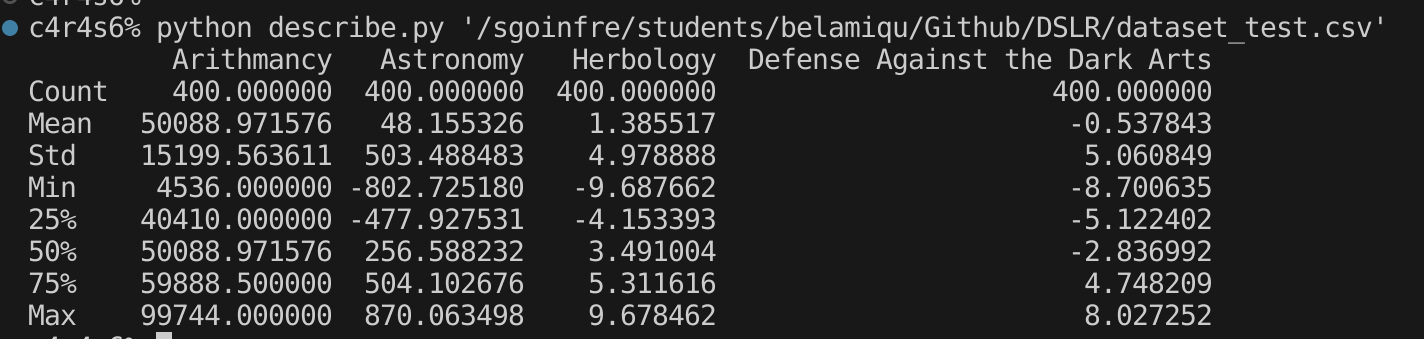 c4r4s6% python describe.py '/sgoinfre/students/belamiqu/Github/DSLR/dataset_test.csv'
Arithmancy Astronomy Herbology Defense Against the Dark Arts
Count 400.000000 400.000000 400.000000 400.000000
Mean 50088.971576 48.155326 1.385517 -0.537843
Std 15199.563611 503.488483 4.978888 5.060849
Min 4536.000000 -802.725180 -9.687662 -8.700635
25% 40410.000000 -477.927531 -4.153393 -5.122402
50% 50088.971576 256.588232 3.491004 -2.836992
75% 59888.500000 504.102676 5.311616 4.748209
Max 99744.000000 870.063498 9.678462 8.027252
c4r4s6%